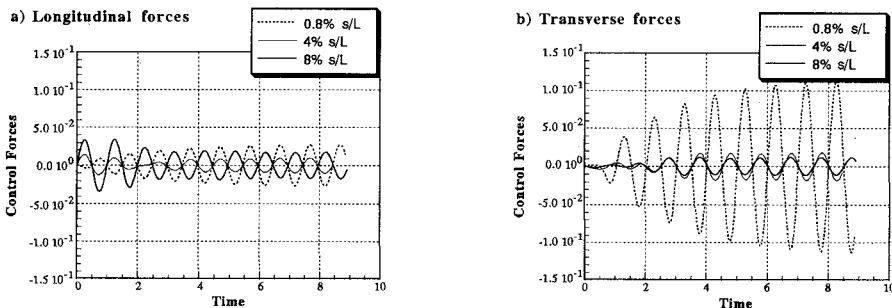 a) Longitudinal forces
0.8% s/L
4% s/L
8% s/L
1.5 10⁻¹
1.0 10⁻¹
5.0 10⁻²
0.0 10⁰
-5.0 10⁻²
-1.0 10⁻¹
-1.5 10⁻¹
Control Forces
0 2 4 6 8 10
Time
b) Transverse forces
0.8% s/L
4% s/L
8% s/L
1.5 10⁻¹
1.0 10⁻¹
5.0 10⁻²
0.0 10⁰
-5.0 10⁻²
-1.0 10⁻¹
-1.5 10⁻¹
Control Forces
0 2 4 6 8 10
Time